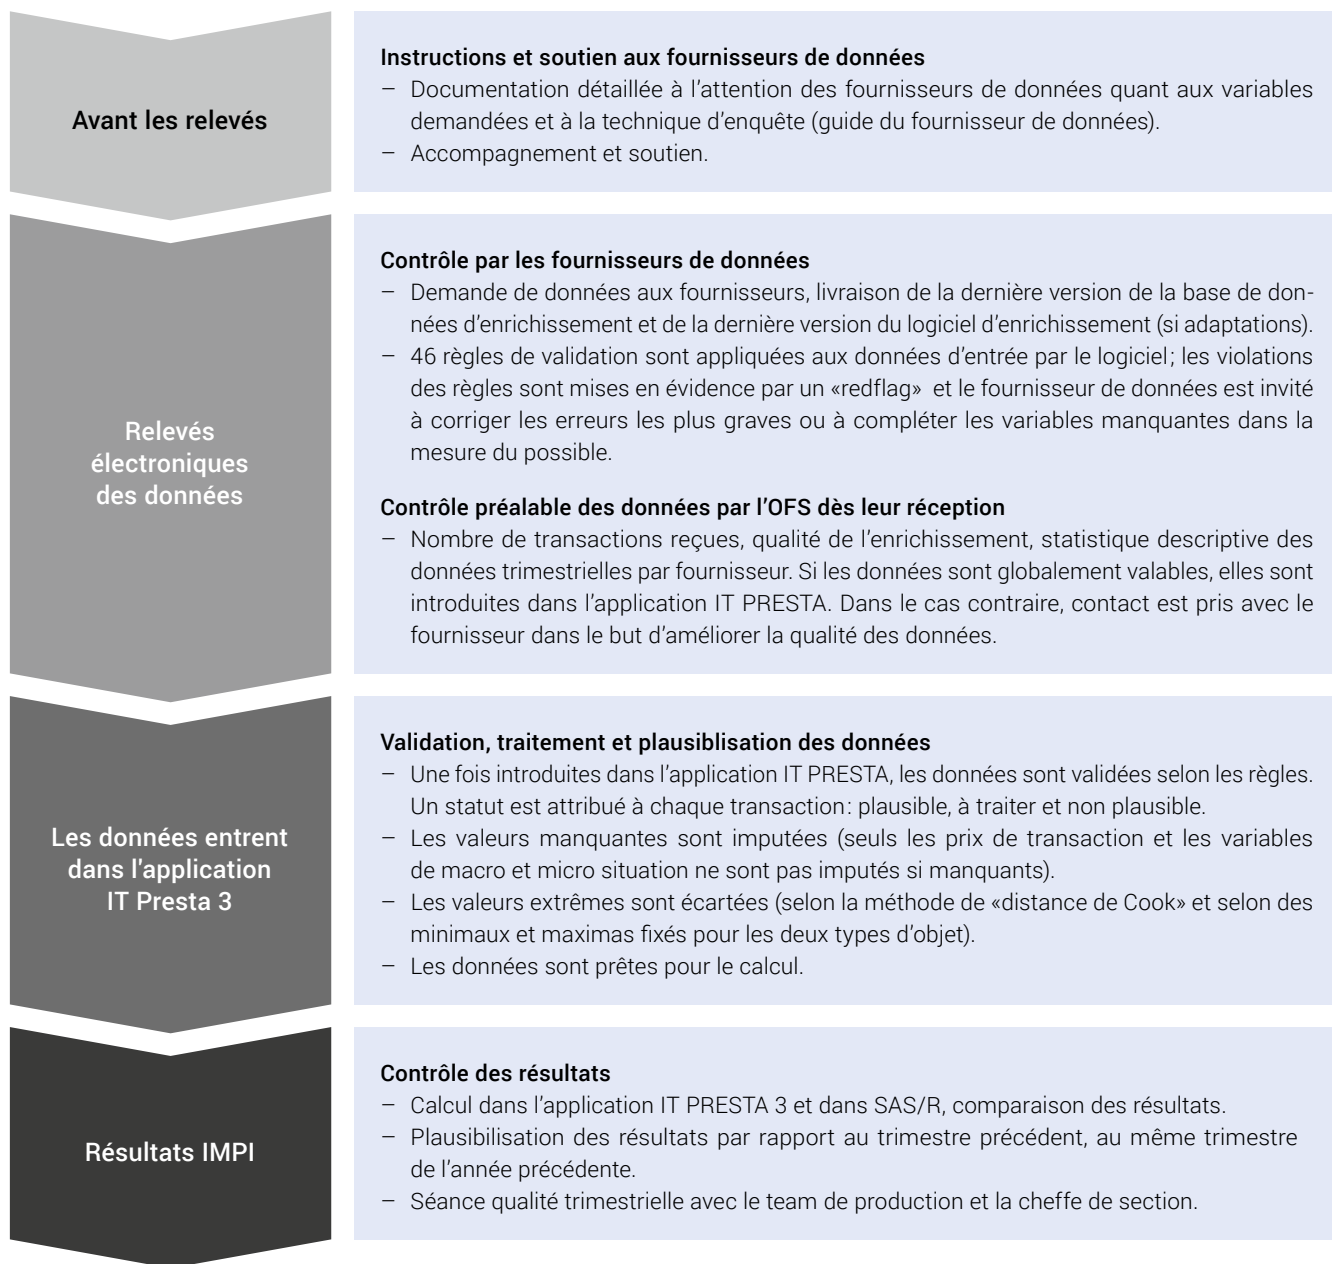 Avant les relevés
Instructions et soutien aux fournisseurs de données
– Documentation détaillée à l'attention des fournisseurs de données quant aux variables
demandées et à la technique d'enquête (guide du fournisseur de données).
– Accompagnement et soutien.
Relevés
électroniques
des données
Contrôle par les fournisseurs de données
– Demande de données aux fournisseurs, livraison de la dernière version de la base de don-
nées d'enrichissement et de la dernière version du logiciel d'enrichissement (si adaptations).
– 46 règles de validation sont appliquées aux données d'entrée par le logiciel; les violations
des règles sont mises en évidence par un «redflag» et le fournisseur de données est invité
à corriger les erreurs les plus graves ou à compléter les variables manquantes dans la
mesure du possible.
Contrôle préalable des données par l'OFS dès leur réception
– Nombre de transactions reçues, qualité de l'enrichissement, statistique descriptive des
données trimestrielles par fournisseur. Si les données sont globalement valables, elles sont
introduites dans l'application IT PRESTA. Dans le cas contraire, contact est pris avec le
fournisseur dans le but d'améliorer la qualité des données.
Les données entrent
dans l'application
IT Presta 3
Validation, traitement et plausiblisation des données
– Une fois introduites dans l'application IT PRESTA, les données sont validées selon les règles.
Un statut est attribué à chaque transaction: plausible, à traiter et non plausible.
– Les valeurs manquantes sont imputées (seuls les prix de transaction et les variables
de macro et micro situation ne sont pas imputés si manquants).
– Les valeurs extrêmes sont écartées (selon la méthode de «distance de Cook» et selon des
minimaux et maximas fixés pour les deux types d'objet).
– Les données sont prêtes pour le calcul.
Résultats IMPI
Contrôle des résultats
– Calcul dans l'application IT PRESTA 3 et dans SAS/R, comparaison des résultats.
– Plausibilisation des résultats par rapport au trimestre précédent, au même trimestre
de l'année précédente.
– Séance qualité trimestrielle avec le team de production et la cheffe de section.